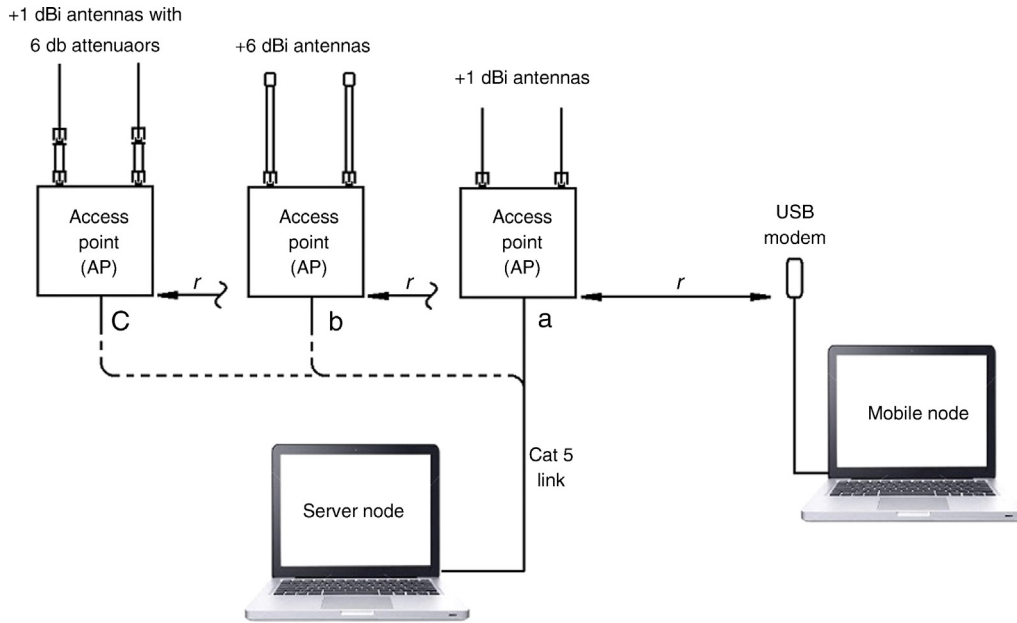 +1 dBi antennas with
6 db attenuaors
+6 dBi antennas
+1 dBi antennas
Access
point
(AP)
Access
point
(AP)
Access
point
(AP)
USB
modem
r
r
r
C
b
a
Mobile node
Cat 5
link
Server node